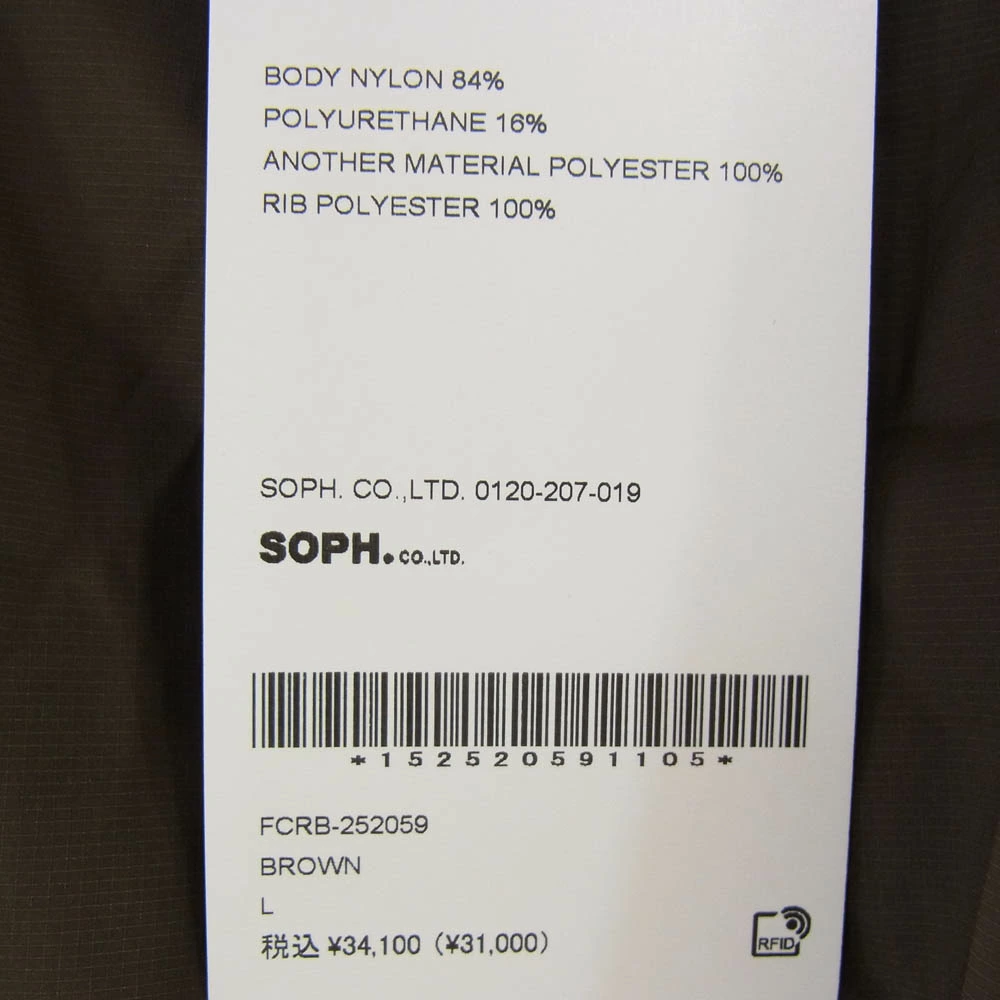 BODY NYLON 84%
POLYURETHANE 16%
ANOTHER MATERIAL POLYESTER 100%
RIB POLYESTER 100%
SOPH. CO.,LTD. 0120-207-019
SOPH. CO.,LTD.
*152520591105*
FCRB-252059
BROWN
L
税込 ¥34,100 (¥31,000)
RFID